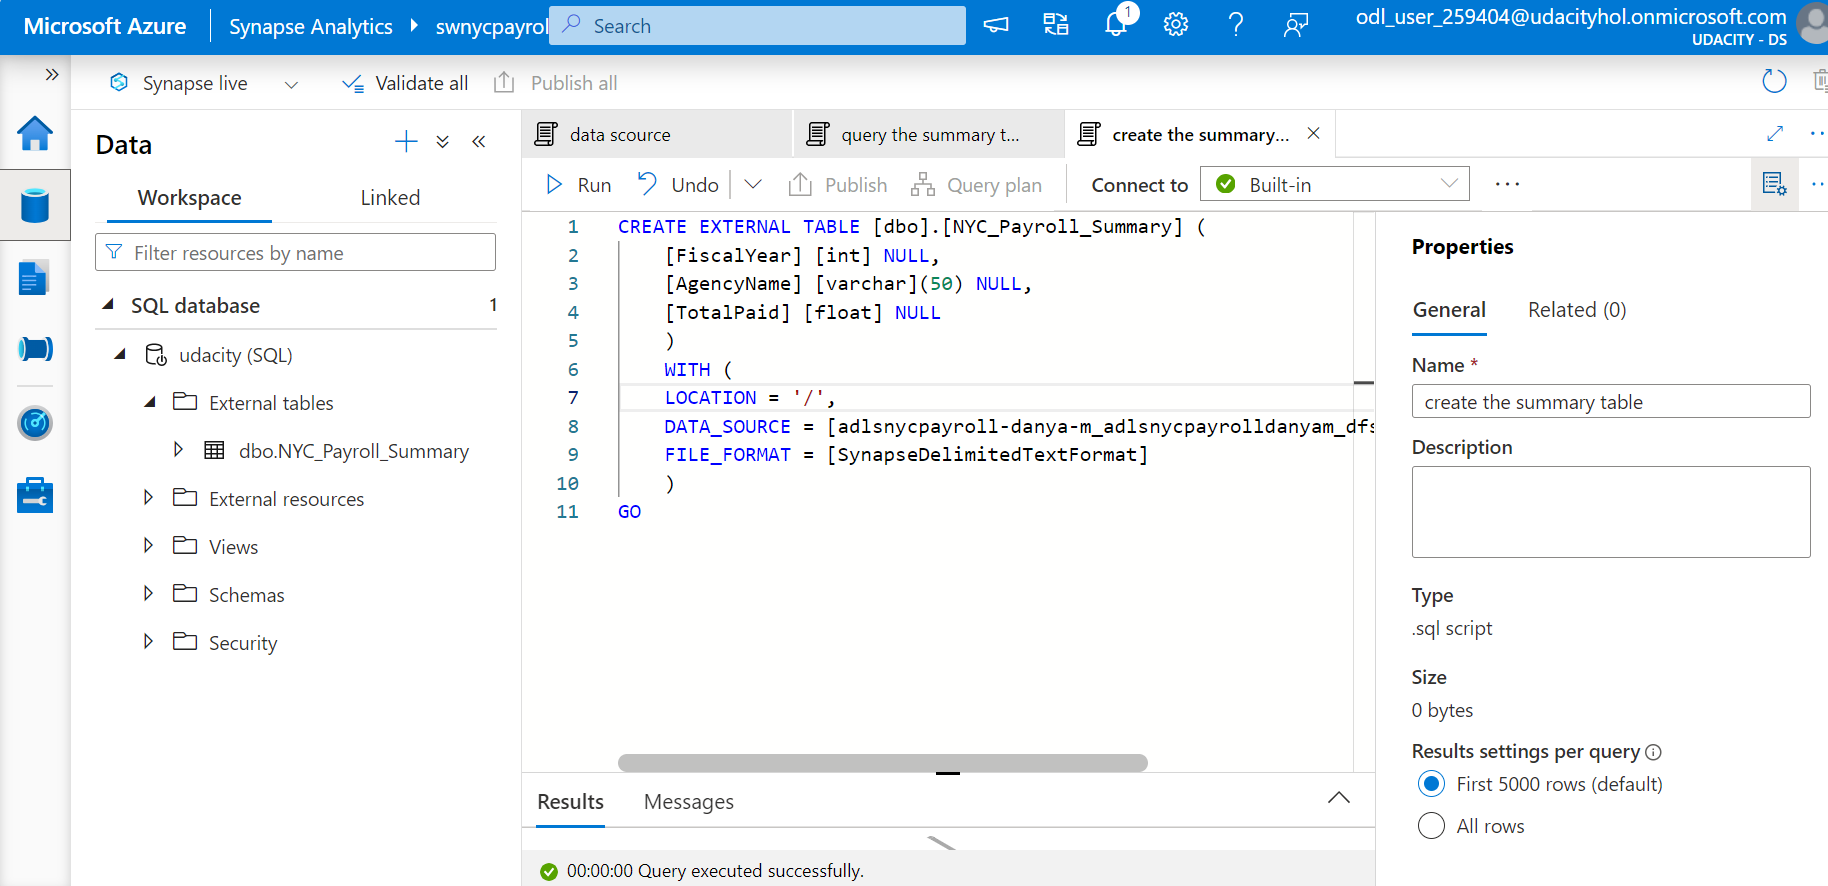 Microsoft Azure
Synapse Analytics
swnycpayrol
Search
1
odl_user_259404@udacityhol.onmicrosoft.com
UDACITY - DS
Synapse live
Validate all
Publish all
Data
Workspace
Linked
Filter resources by name
SQL database
1
udacity (SQL)
External tables
dbo.NYC_Payroll_Summary
External resources
Views
Schemas
Security
data scource
query the summary t...
create the summary...
Run
Undo
Publish
Query plan
Connect to
Built-in
1 CREATE EXTERNAL TABLE [dbo].[NYC_Payroll_Summary] (
2 [FiscalYear] [int] NULL,
3 [AgencyName] [varchar](50) NULL,
4 [TotalPaid] [float] NULL
5 )
6 WITH (
7 LOCATION = '/',
8 DATA_SOURCE = [adlsnycpayroll-danya-m_adlsnycpayrolldanyam_dfs
9 FILE_FORMAT = [SynapseDelimitedTextFormat]
10 )
11 GO
Results
Messages
00:00:00 Query executed successfully.
Properties
General
Related (0)
Name *
create the summary table
Description
Type
.sql script
Size
0 bytes
Results settings per query
First 5000 rows (default)
All rows